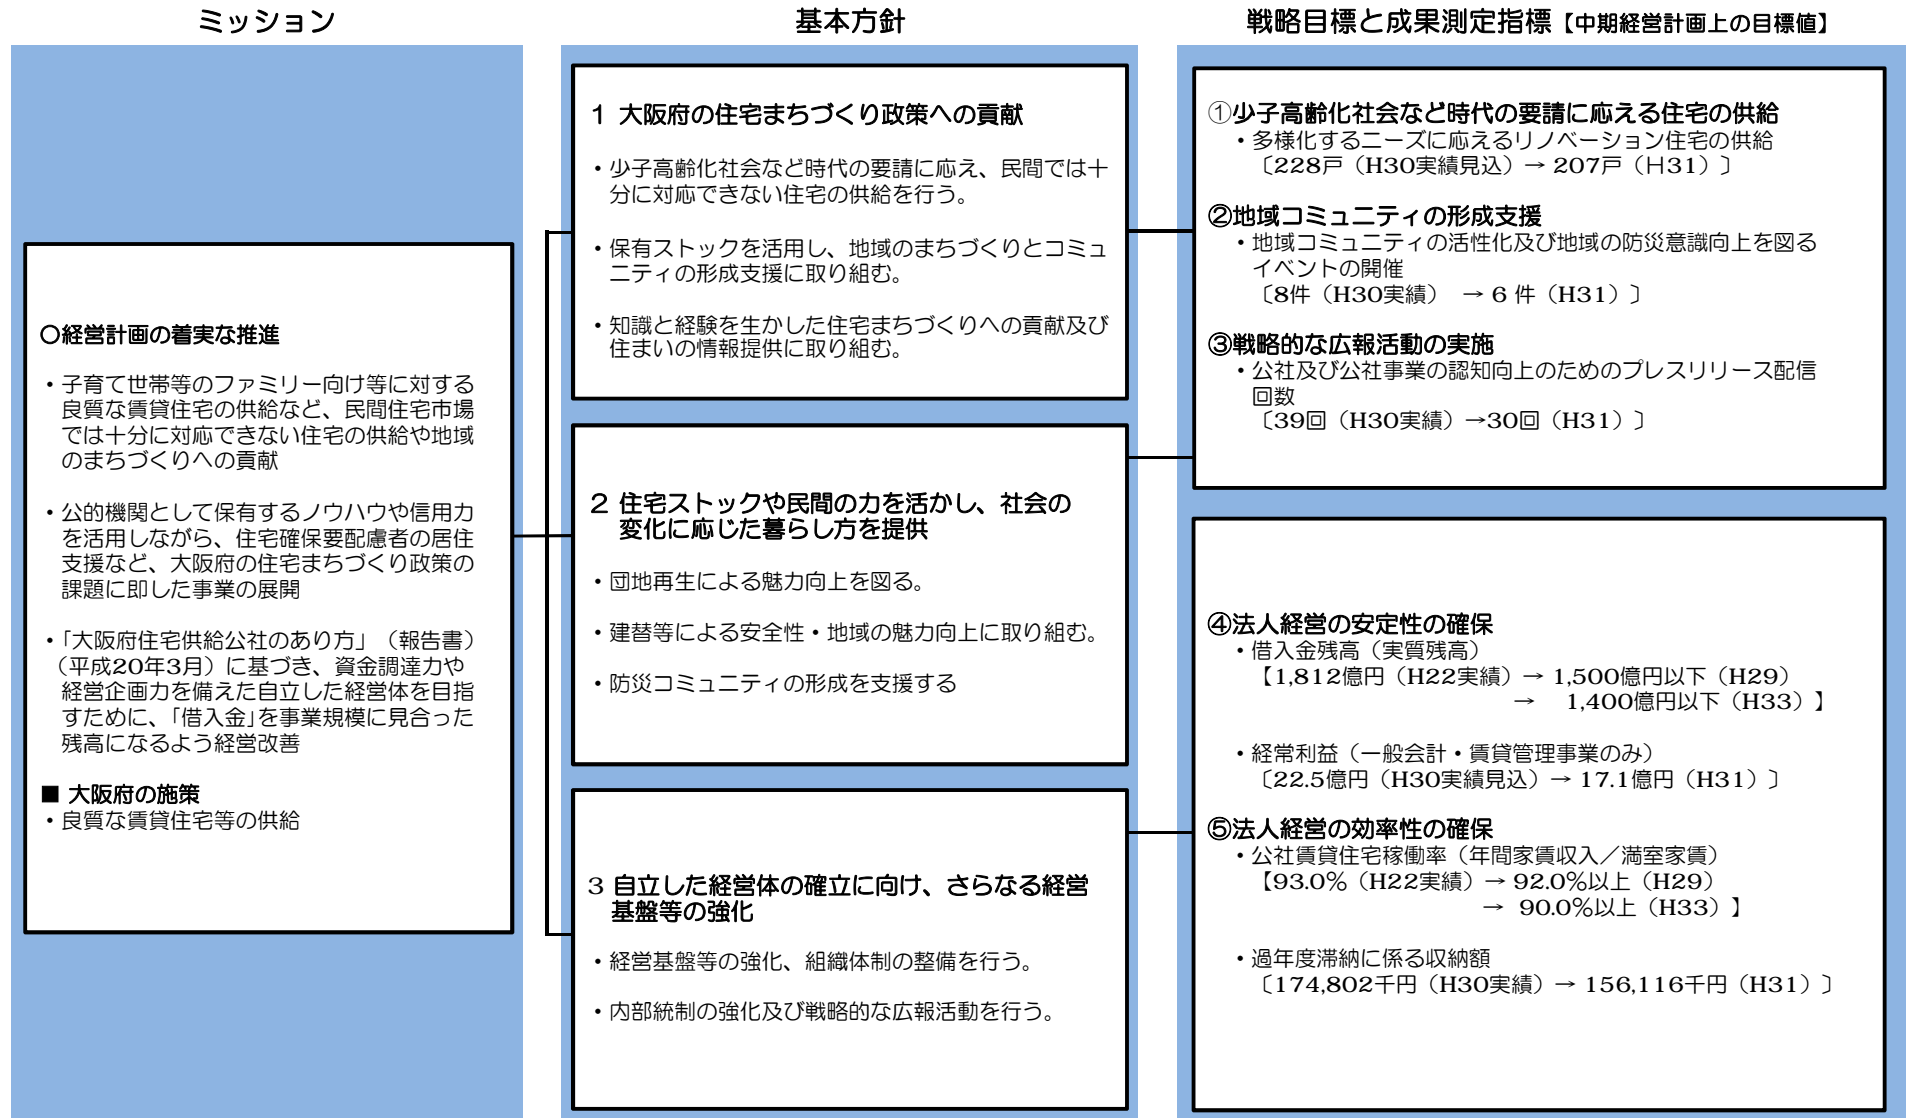 ミッション
○経営計画の着実な推進
・子育て世帯等のファミリー向け等に対する
良質な賃貸住宅の供給など、民間住宅市場
では十分に対応できない住宅の供給や地域
のまちづくりへの貢献
・公的機関として保有するノウハウや信用力
を活用しながら、住宅確保要配慮者の居住
支援など、大阪府の住宅まちづくり政策の
課題に即した事業の展開
・「大阪府住宅供給公社のあり方」（報告書）
（平成20年3月）に基づき、資金調達力や
経営企画力を備えた自立した経営体を目指
すために、「借入金」を事業規模に見合った
残高になるよう経営改善
■ 大阪府の施策
・良質な賃貸住宅等の供給
基本方針
1 大阪府の住宅まちづくり政策への貢献
・少子高齢化社会など時代の要請に応え、民間では十
分に対応できない住宅の供給を行う。
・保有ストックを活用し、地域のまちづくりとコミュ
ニティの形成支援に取り組む。
・知識と経験を生かした住宅まちづくりへの貢献及び
住まいの情報提供に取り組む。
2 住宅ストックや民間の力を活かし、社会の
変化に応じた暮らし方を提供
・団地再生による魅力向上を図る。
・建替等による安全性・地域の魅力向上に取り組む。
・防災コミュニティの形成を支援する
3 自立した経営体の確立に向け、さらなる経営
基盤等の強化
・経営基盤等の強化、組織体制の整備を行う。
・内部統制の強化及び戦略的な広報活動を行う。
戦略目標と成果測定指標【中期経営計画上の目標値】
①少子高齢化社会など時代の要請に応える住宅の供給
・多様化するニーズに応えるリノベーション住宅の供給
〔228戸（H30実績見込）→ 207戸（H31）〕
②地域コミュニティの形成支援
・地域コミュニティの活性化及び地域の防災意識向上を図る
イベントの開催
〔8件（H30実績） → 6 件（H31）〕
③戦略的な広報活動の実施
・公社及び公社事業の認知向上のためのプレスリリース配信
回数
〔39回（H30実績）→30回（H31）〕
④法人経営の安定性の確保
・借入金残高（実質残高）
【1,812億円（H22実績）→ 1,500億円以下（H29）
→ 1,400億円以下（H33）】
・経常利益（一般会計・賃貸管理事業のみ）
〔22.5億円（H30実績見込）→ 17.1億円（H31）〕
⑤法人経営の効率性の確保
・公社賃貸住宅稼働率（年間家賃収入／満室家賃）
【93.0％（H22実績）→ 92.0％以上（H29）
→ 90.0％以上（H33）】
・過年度滞納に係る収納額
〔174,802千円（H30実績）→ 156,116千円（H31）〕